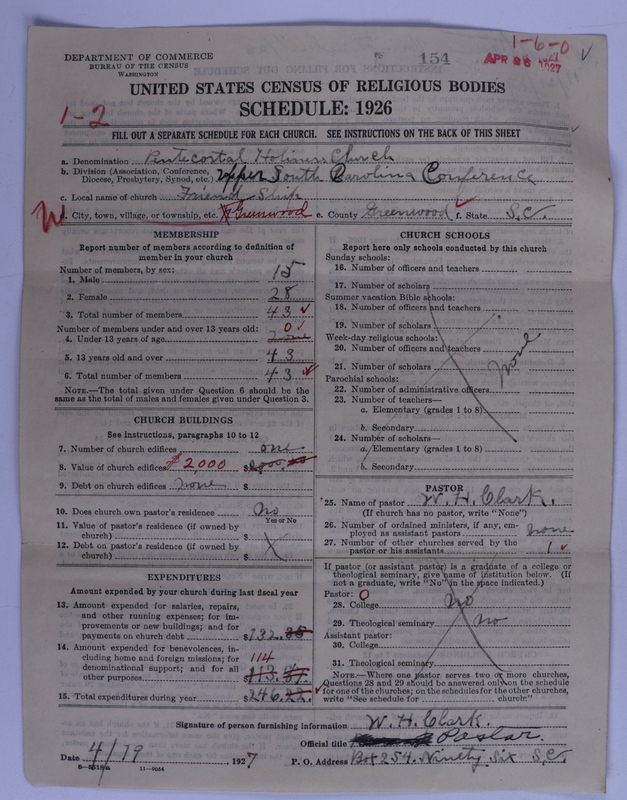 DEPARTMENT OF COMMERCE
BUREAU OF THE CENSUS
WASHINGTON
154
1-6-0
APR 26 1927
UNITED STATES CENSUS OF RELIGIOUS BODIES
SCHEDULE: 1926
1-2
FILL OUT A SEPARATE SCHEDULE FOR EACH CHURCH. SEE INSTRUCTIONS ON THE BACK OF THIS SHEET
a. Denomination Pentecostal Holiness Church
b. Division (Association, Conference, Diocese, Presbytery, Synod, etc.) upper South Carolina Conference
c. Local name of church Friend Ship
d. City, town, village, or township, etc. Greenwood e. County Greenwood f. State S.C.
MEMBERSHIP
Report number of members according to definition of
member in your church
Number of members, by sex:
1. Male 15
2. Female 28
3. Total number of members 43
Number of members under and over 13 years old:
4. Under 13 years of age 0 none
5. 13 years old and over 43
6. Total number of members 43
NOTE.—The total given under Question 6 should be
same as the total of males and females given under Question 3.
CHURCH BUILDINGS
See instructions, paragraphs 10 to 12
7. Number of church edifices one
8. Value of church edifices $2,000 $
9. Debt on church edifices none $
10. Does church own pastor's residence? No
Yes or No
11. Value of pastor's residence (if owned by
church) $
12. Debt on pastor's residence (if owned by
church) $
EXPENDITURES
Amount expended by your church during last fiscal year
13. Amount expended for salaries, repairs,
and other running expenses; for im-
provements or new buildings; and for
payments on church debt $132.35
14. Amount expended for benevolences, in-
cluding home and foreign missions; for
denominational support; and for all
other purposes 114 $113.87
15. Total expenditures during year $246.22
CHURCH SCHOOLS
Report here only schools conducted by this church
Sunday schools:
16. Number of officers and teachers
17. Number of scholars
Summer vacation Bible schools:
18. Number of officers and teachers
19. Number of scholars
Week-day religious schools:
20. Number of officers and teachers
none
21. Number of scholars
Parochial schools:
22. Number of administrative officers
23. Number of teachers—
a. Elementary (grades 1 to 8)
b. Secondary
24. Number of scholars—
a. Elementary (grades 1 to 8)
b. Secondary
PASTOR
25. Name of pastor W. H. Clark.
(If church has no pastor, write "None")
26. Number of ordained ministers, if any, em-
ployed as assistant pastors none
27. Number of other churches served by the
pastor or his assistants 1
If pastor (or assistant pastor) is a graduate of a college or
theological seminary, give name of institution below. (If
not a graduate, write "No" in the space indicated.)
Pastor: 0
28. College No
29. Theological seminary No
Assistant pastor:
30. College
31. Theological seminary
NOTE.—Where one pastor serves two or more churches,
Questions 28 and 29 should be answered only on the schedule
for one of the churches; on the schedules for the other churches,
write "See schedule for church:"
Signature of person furnishing information W. H. Clark.
Official title Pastor.
Date 4/19, 1927 P. O. Address Box 254. Ninety Six S.C.
11-9034